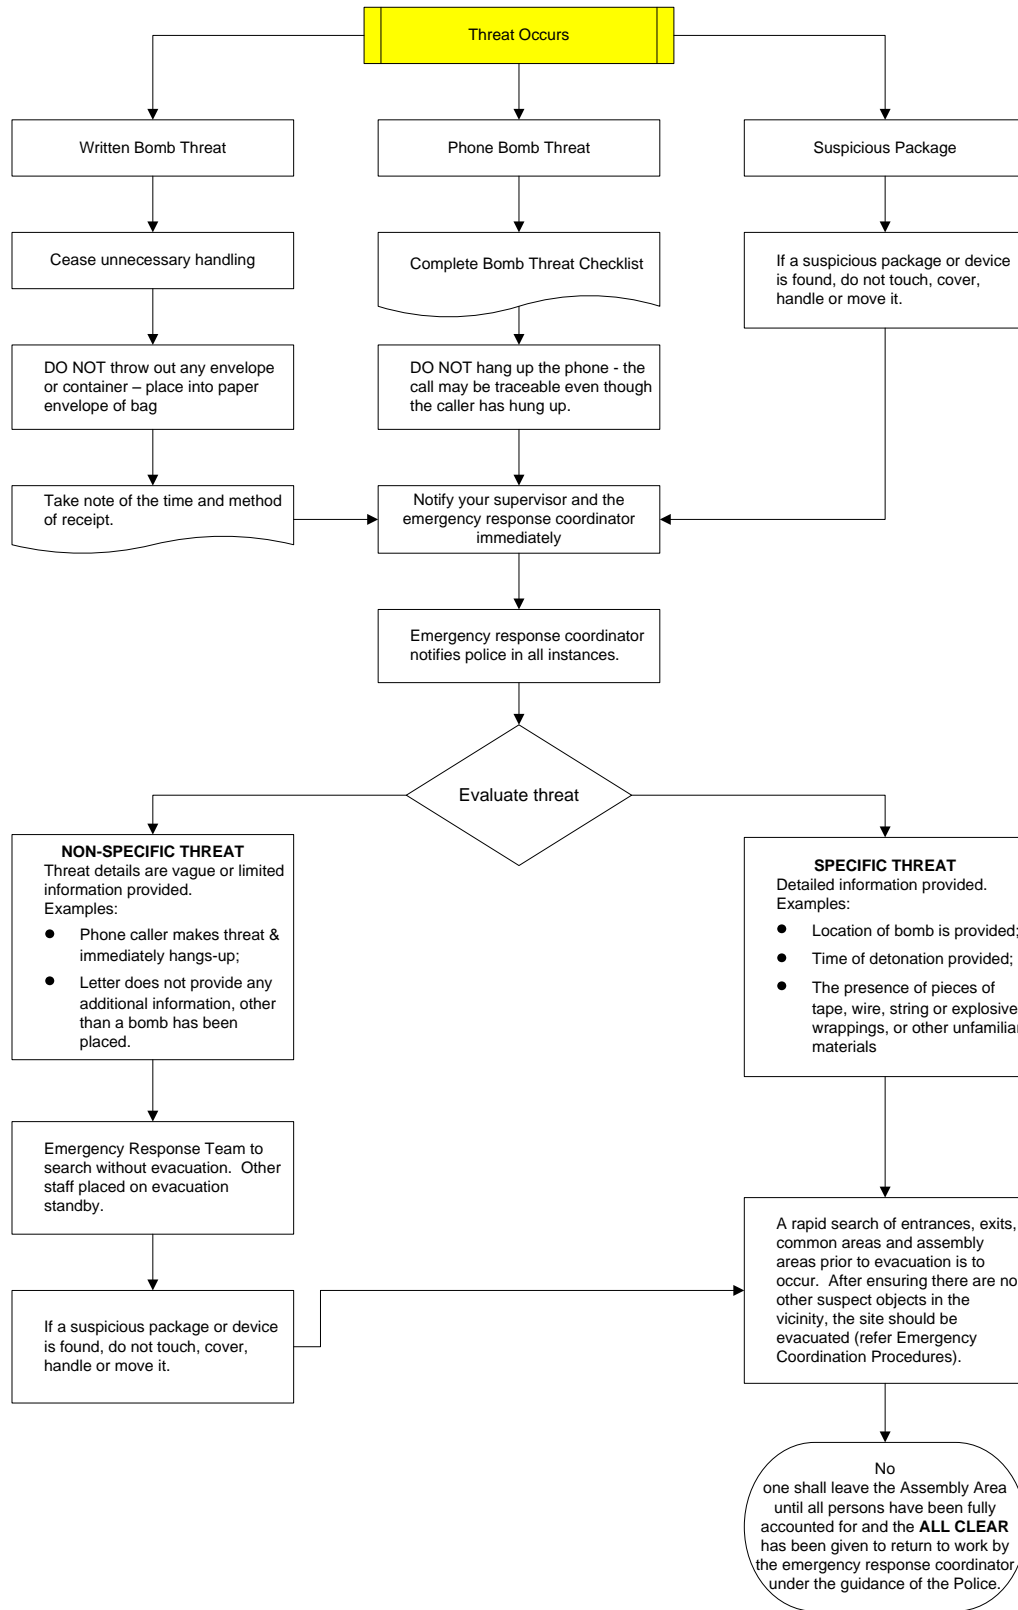 Threat Occurs
Written Bomb Threat
Phone Bomb Threat
Suspicious Package
Cease unnecessary handling
Complete Bomb Threat Checklist
If a suspicious package or device
is found, do not touch, cover,
handle or move it.
DO NOT throw out any envelope
or container – place into paper
envelope of bag
DO NOT hang up the phone - the
call may be traceable even though
the caller has hung up.
Take note of the time and method
of receipt.
Notify your supervisor and the
emergency response coordinator
immediately
Emergency response coordinator
notifies police in all instances.
Evaluate threat
NON-SPECIFIC THREAT
Threat details are vague or limited
information provided.
Examples:
● Phone caller makes threat &
immediately hangs-up;
● Letter does not provide any
additional information, other
than a bomb has been
placed.
SPECIFIC THREAT
Detailed information provided.
Examples:
● Location of bomb is provided;
● Time of detonation provided;
● The presence of pieces of
tape, wire, string or explosive
wrappings, or other unfamiliar
materials
Emergency Response Team to
search without evacuation.  Other
staff placed on evacuation
standby.
If a suspicious package or device
is found, do not touch, cover,
handle or move it.
A rapid search of entrances, exits,
common areas and assembly
areas prior to evacuation is to
occur.  After ensuring there are no
other suspect objects in the
vicinity, the site should be
evacuated (refer Emergency
Coordination Procedures).
No
one shall leave the Assembly Area
until all persons have been fully
accounted for and the ALL CLEAR
has been given to return to work by
the emergency response coordinator
under the guidance of the Police.